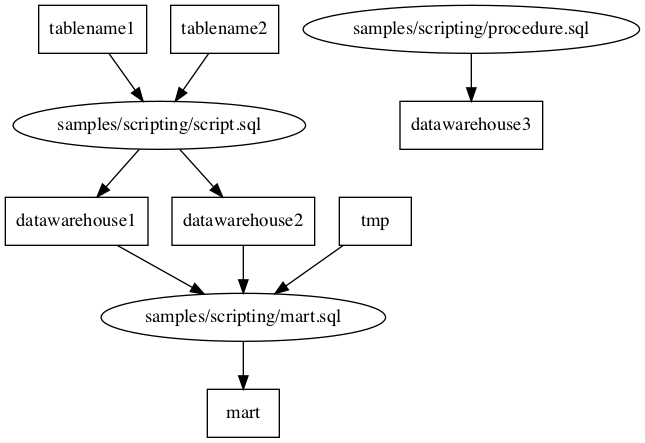 tablename1
tablename2
samples/scripting/procedure.sql
samples/scripting/script.sql
datawarehouse3
datawarehouse1
datawarehouse2
tmp
samples/scripting/mart.sql
mart